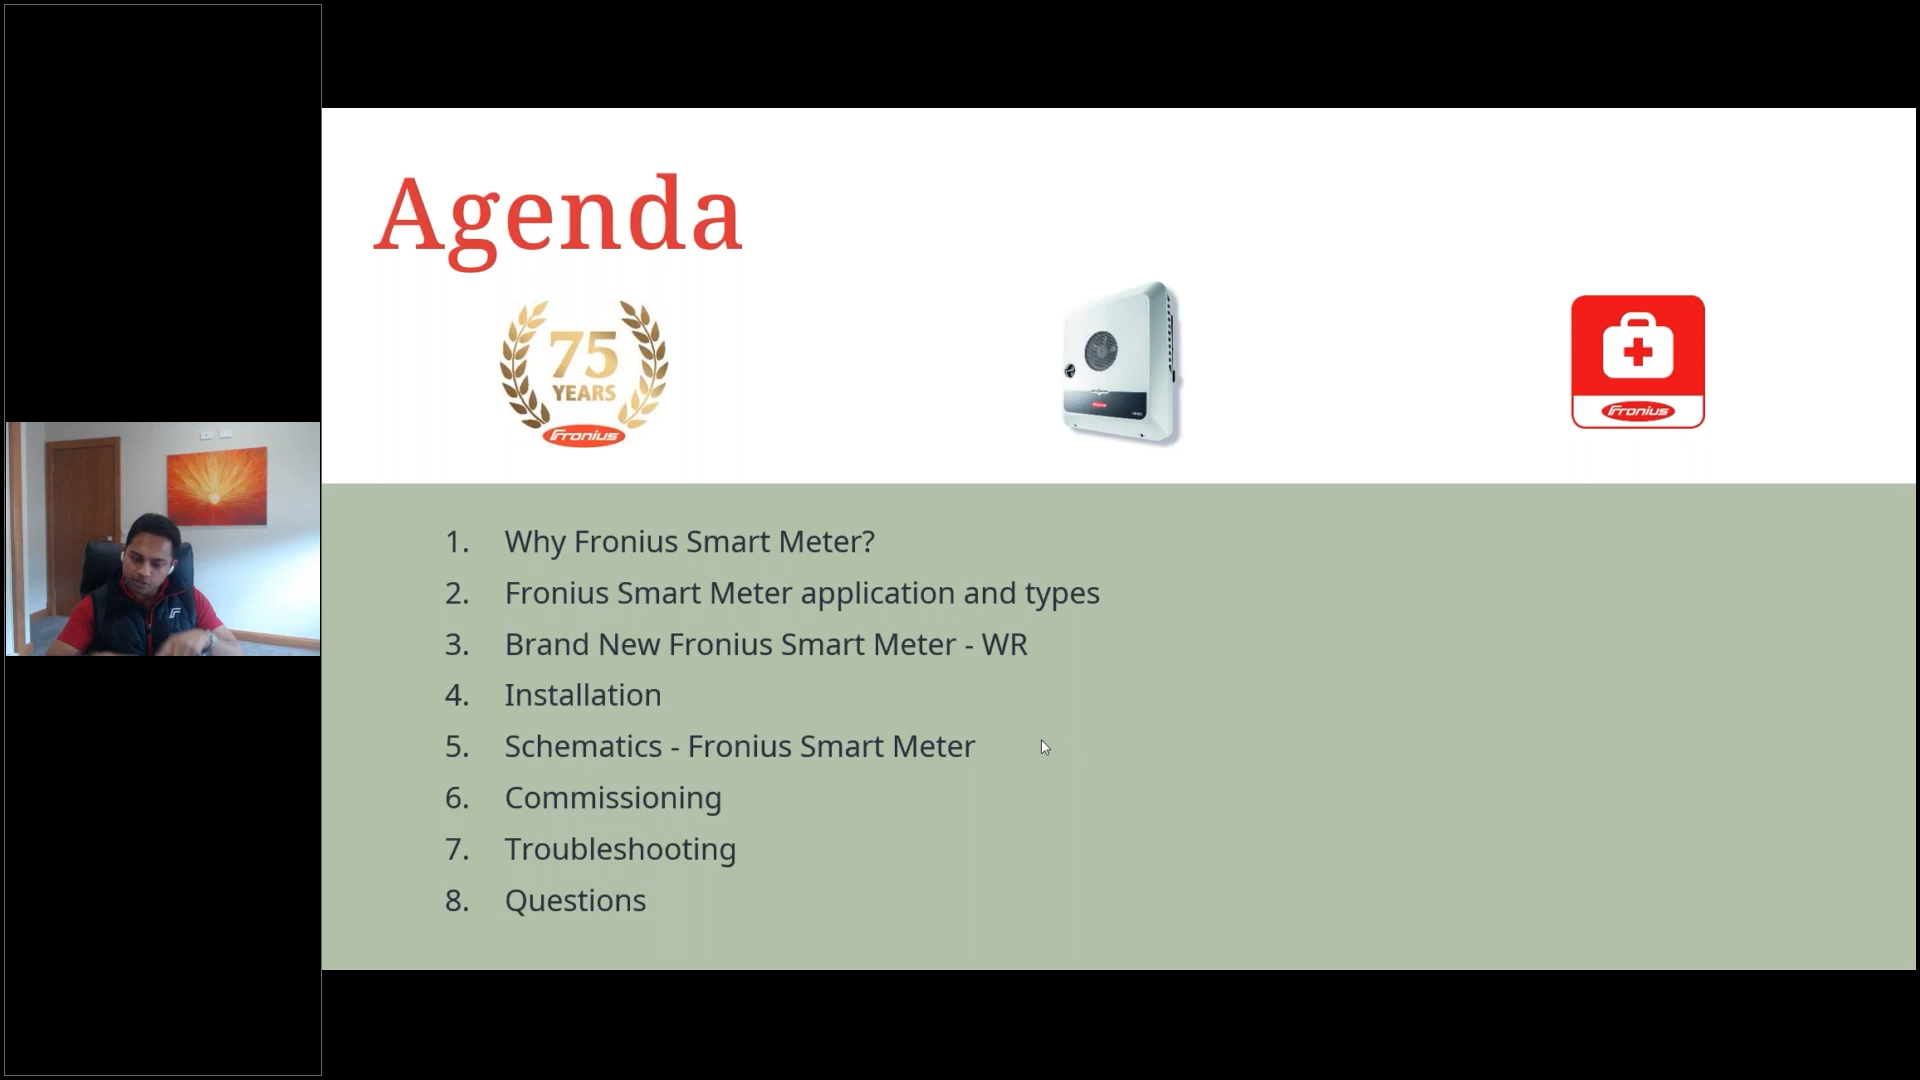 Agenda
75
YEARS
Fronius
Fronius
1. Why Fronius Smart Meter?
2. Fronius Smart Meter application and types
3. Brand New Fronius Smart Meter - WR
4. Installation
5. Schematics - Fronius Smart Meter
6. Commissioning
7. Troubleshooting
8. Questions